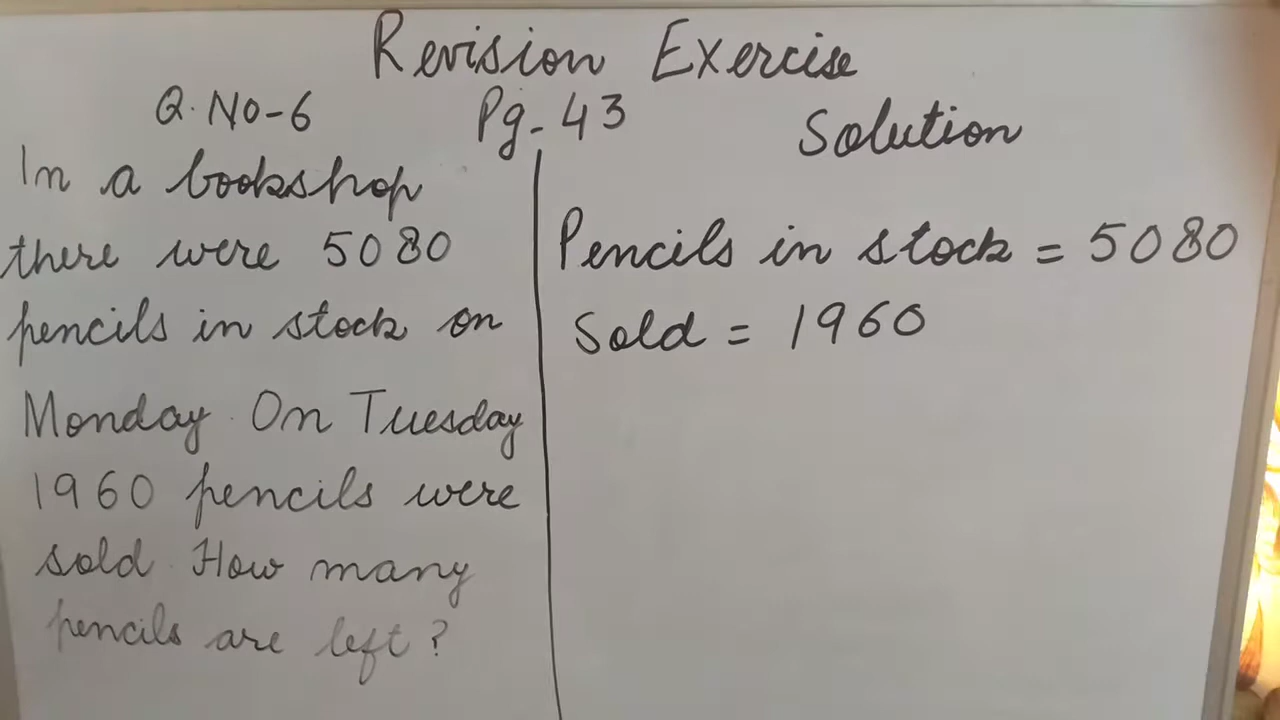 Revision Exercise
Q. No-6
Pg. 43
In a bookshop
there were 5080
pencils in stock on
Monday. On Tuesday
1960 pencils were
sold. How many
pencils are left?
Solution
Pencils in stock = 5080
Sold = 1960